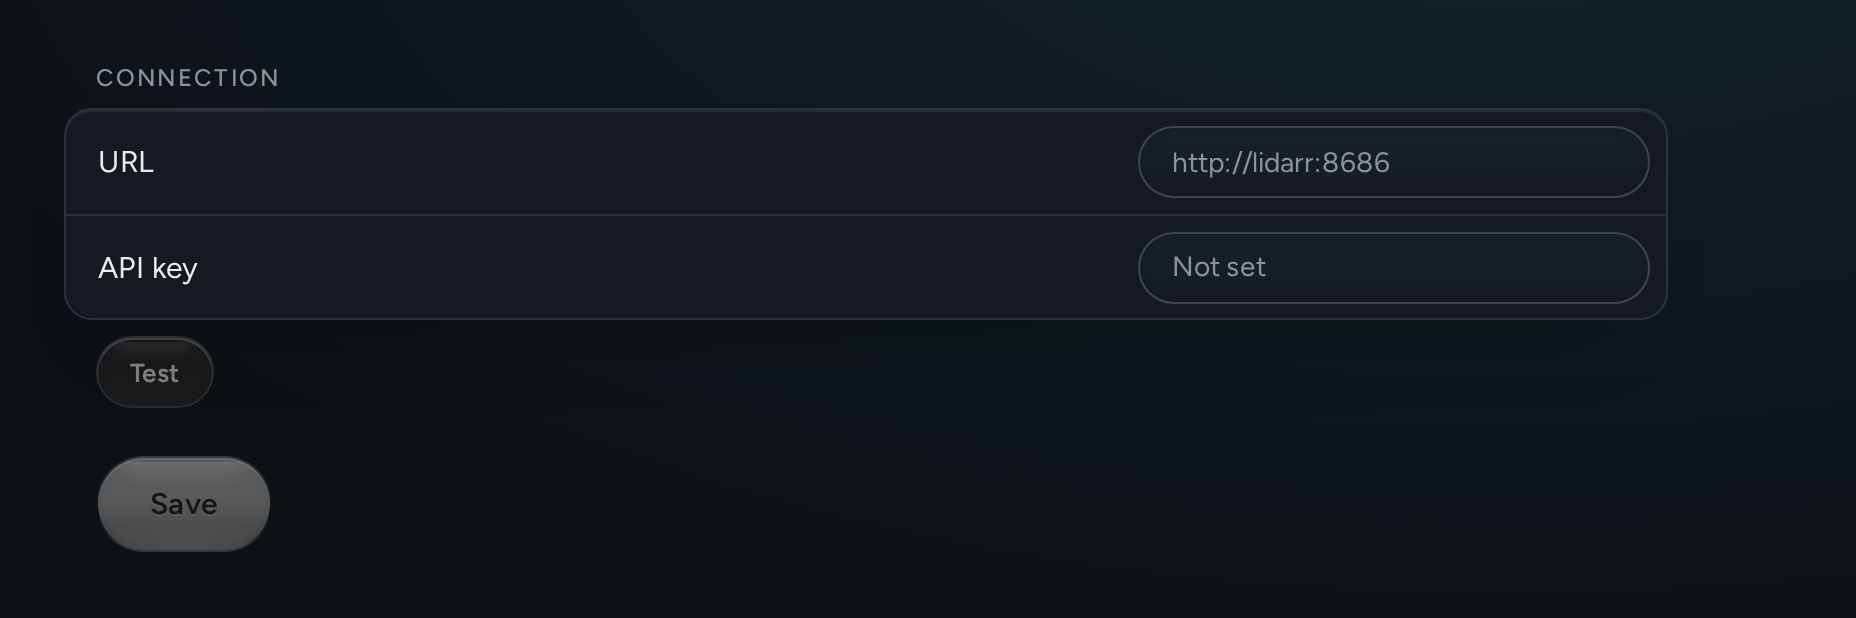 CONNECTION
URL
http://lidarr:8686
API key
Not set
Test
Save